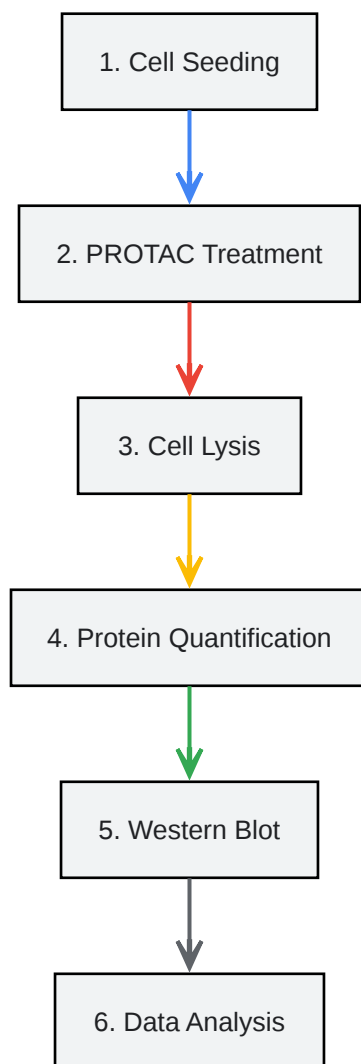 1. Cell Seeding
2. PROTAC Treatment
3. Cell Lysis
4. Protein Quantification
5. Western Blot
6. Data Analysis